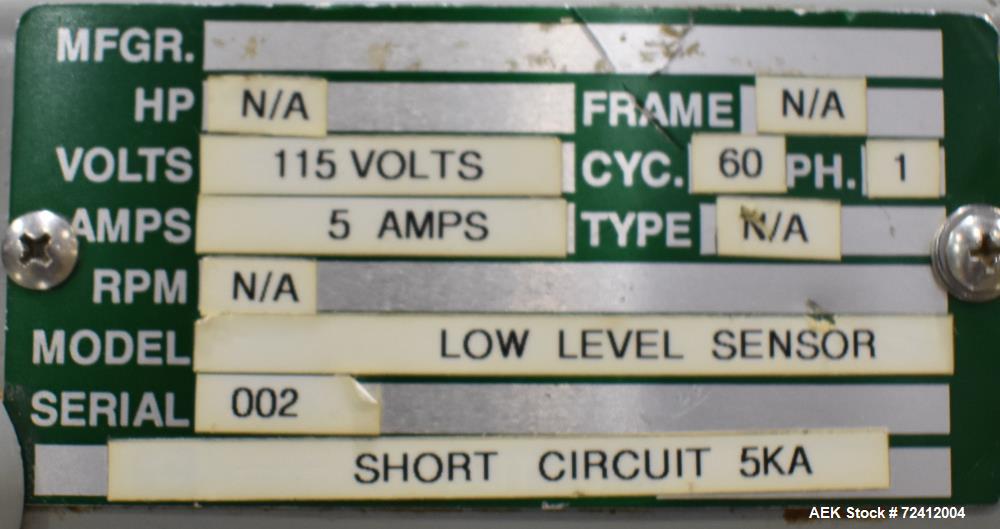 MFGR.
HP N/A FRAME N/A
VOLTS 115 VOLTS CYC. 60 PH. 1
AMPS 5 AMPS TYPE N/A
RPM N/A
MODEL LOW LEVEL SENSOR
SERIAL 002
SHORT CIRCUIT 5KA
AEK Stock # 72412004